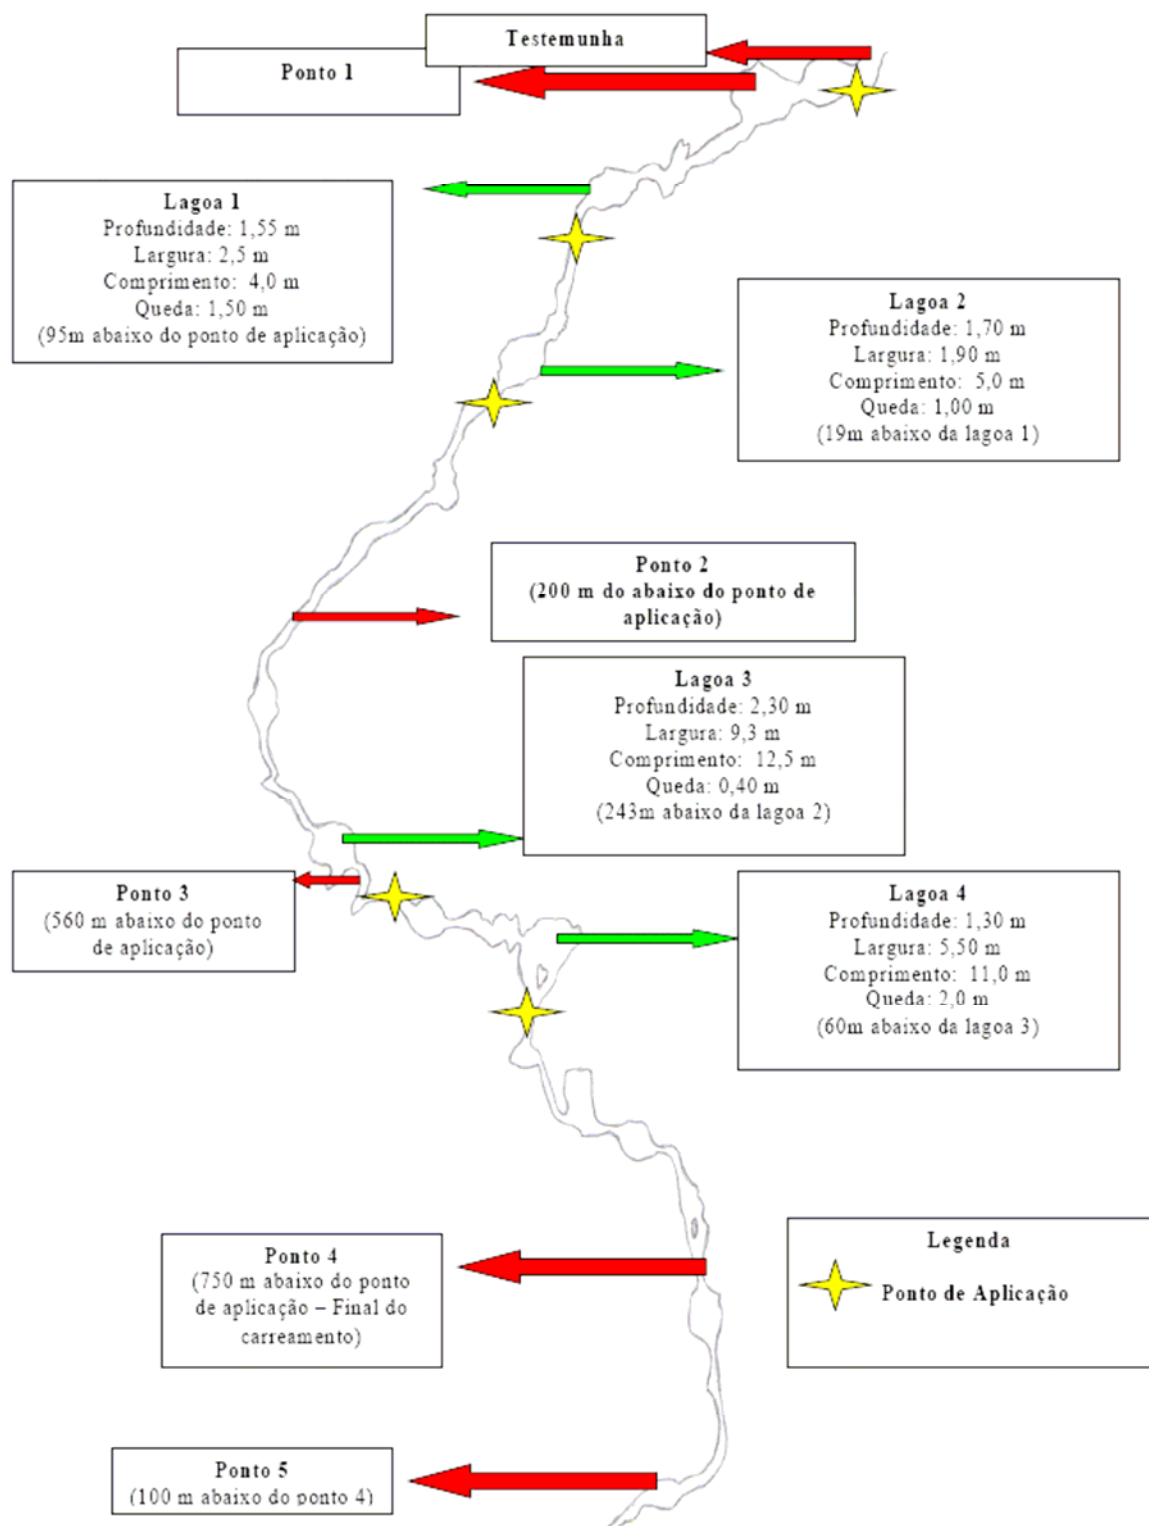 Testemunha
Ponto 1
Lagoa 1
Profundidade: 1,55 m
Largura: 2,5 m
Comprimento: 4,0 m
Queda: 1,50 m
(95m abaixo do ponto de aplicação)
Lagoa 2
Profundidade: 1,70 m
Largura: 1,90 m
Comprimento: 5,0 m
Queda: 1,00 m
(19m abaixo da lagoa 1)
Ponto 2
(200 m do abaixo do ponto de
aplicação)
Lagoa 3
Profundidade: 2,30 m
Largura: 9,3 m
Comprimento: 12,5 m
Queda: 0,40 m
(243m abaixo da lagoa 2)
Ponto 3
(560 m abaixo do ponto
de aplicação)
Lagoa 4
Profundidade: 1,30 m
Largura: 5,50 m
Comprimento: 11,0 m
Queda: 2,0 m
(60m abaixo da lagoa 3)
Ponto 4
(750 m abaixo do ponto
de aplicação – Final do
carreamento)
Legenda
Ponto de Aplicação
Ponto 5
(100 m abaixo do ponto 4)